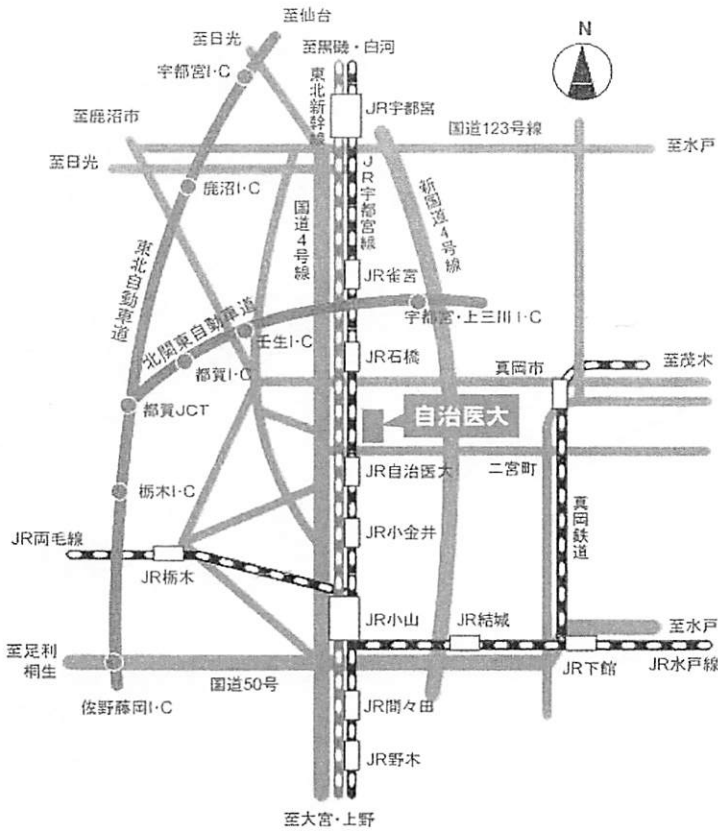 至仙台
至日光
至黒磯・白河
N
宇都宮I・C
東北新幹線
JR宇都宮
至鹿沼市
国道123号線
至水戸
至日光
JR宇都宮線
鹿沼I・C
国道4号線
新国道4号線
東北自動車道
JR雀宮
北関東自動車道
宇都宮・上三川I・C
壬生I・C
JR石橋
都賀I・C
真岡市
至茂木
都賀JCT
自治医大
JR自治医大
二宮町
栃木I・C
真岡鉄道
JR両毛線
JR小金井
JR栃木
JR小山
JR結城
至水戸
至足利
桐生
JR下館
JR水戸線
国道50号
佐野藤岡I・C
JR間々田
JR野木
至大宮・上野